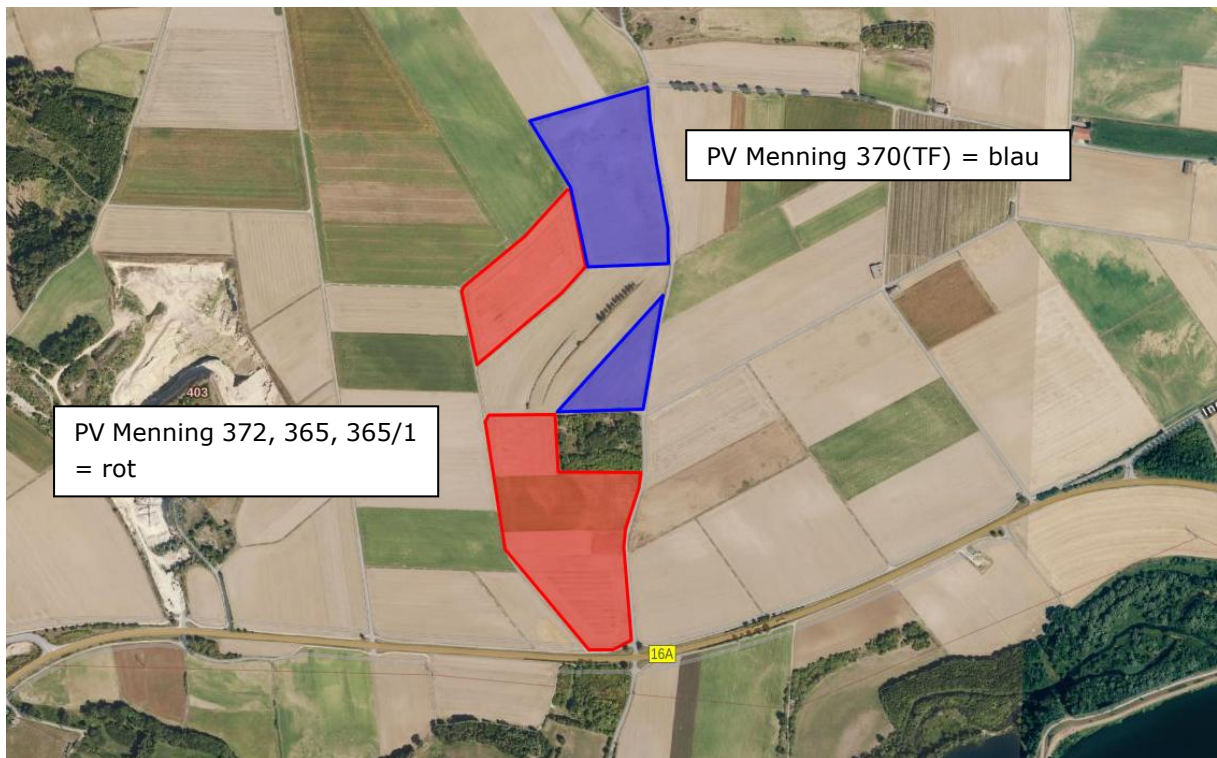 PV Menning 370(TF) = blau
403
PV Menning 372, 365, 365/1
= rot
16A